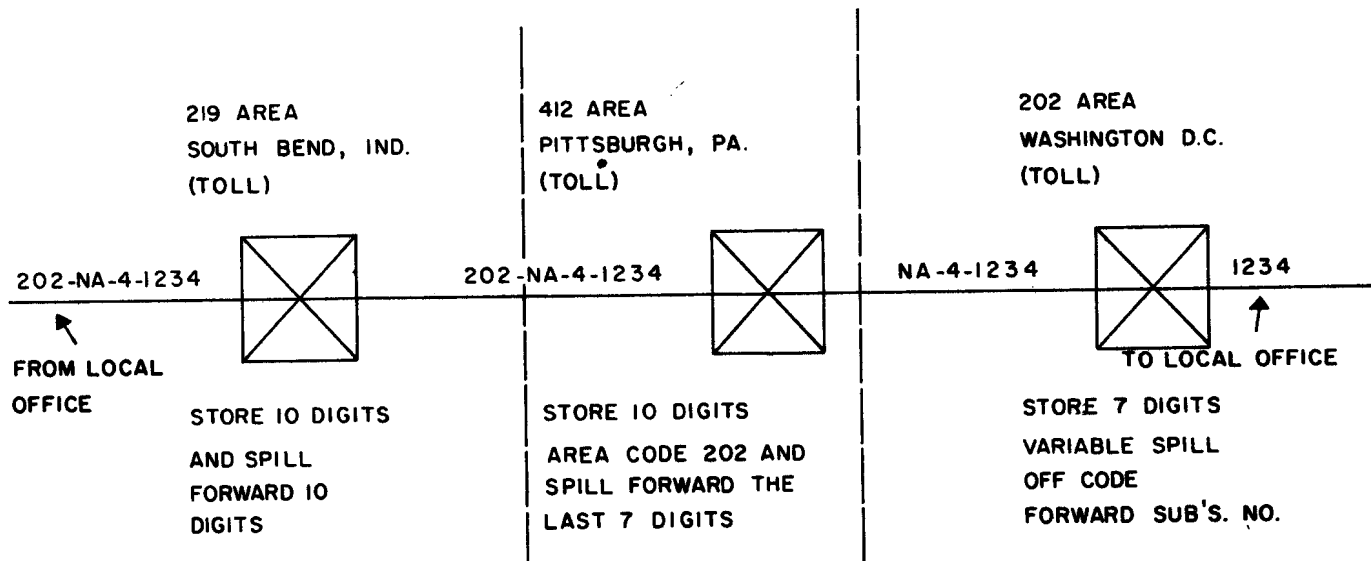 219 AREA
SOUTH BEND, IND.
(TOLL)
412 AREA
PITTSBURGH, PA.
(TOLL)
202 AREA
WASHINGTON D.C.
(TOLL)
202-NA-4-1234
202-NA-4-1234
NA-4-1234
1234
FROM LOCAL
OFFICE
TO LOCAL OFFICE
STORE 10 DIGITS
AND SPILL
FORWARD 10
DIGITS
STORE 10 DIGITS
AREA CODE 202 AND
SPILL FORWARD THE
LAST 7 DIGITS
STORE 7 DIGITS
VARIABLE SPILL
OFF CODE
FORWARD SUB'S. NO.